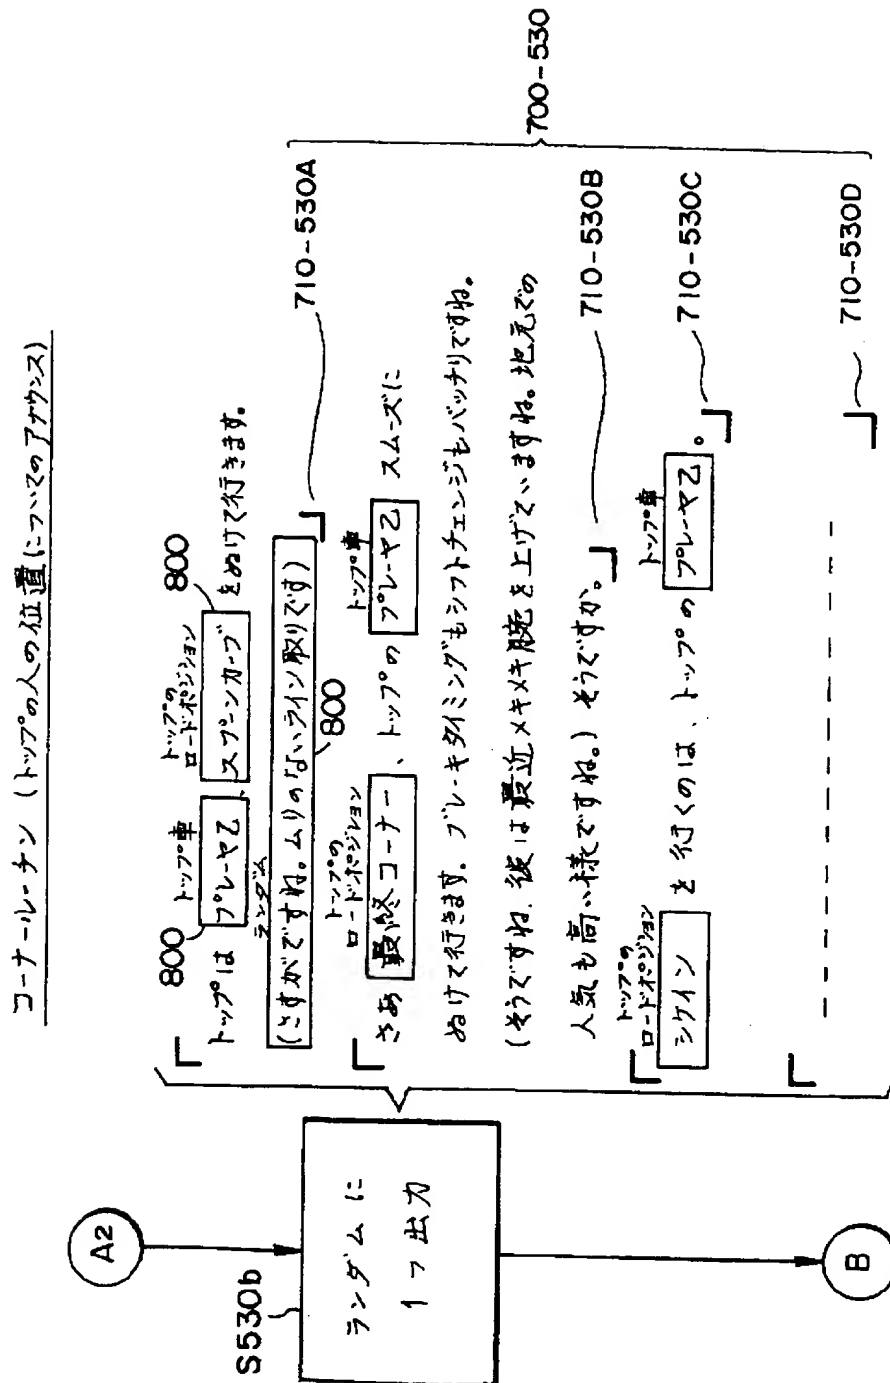 コーナールーチン（トップの人の位置についてのアナウンス）
A2
S530b
ランダムに
1つ出力
B
トップ車
トップの
ロードポジション
800
800
「トップは プレーヤ乙、スプーンカーブ をぬけて行きます。
ランダム
（さすがですね。ムリのないライン取りです）」
800
710-530A
トップの
ロードポジション
トップ車
「さあ 最終コーナー、トップの プレーヤ乙 スムーズに
ぬけて行きます。ブレーキタイミングもシフトチェンジもバッチリですね。
（そうですね。彼は最近メキメキ腕を上げていますね。地元での
人気も高い様ですね。）そうですか。」
710-530B
トップの
ロードポジション
トップ車
「シケイン を行くのは、トップの プレーヤ乙。」
710-530C
「
」
710-530D
700-530